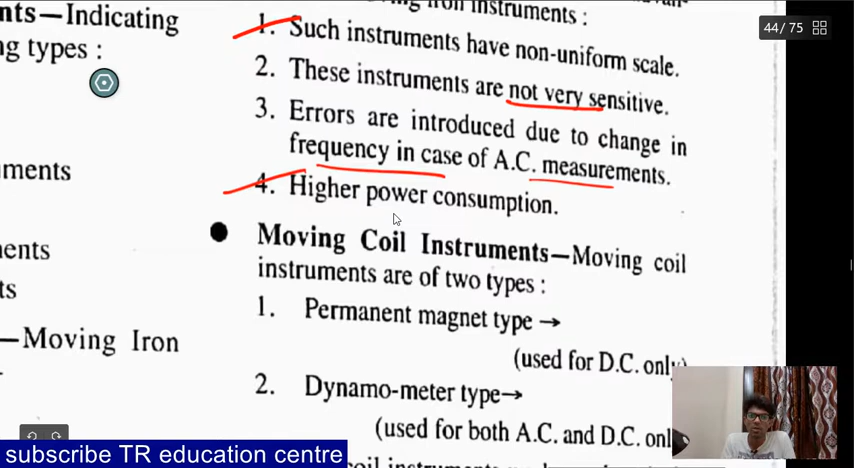 ing iron instruments :
nts—Indicating
ng types :
ments
ents
ts
—Moving Iron
1. Such instruments have non-uniform scale.
2. These instruments are not very sensitive.
3. Errors are introduced due to change in
frequency in case of A.C. measurements.
4. Higher power consumption.
● Moving Coil Instruments—Moving coil
instruments are of two types :
1. Permanent magnet type →
(used for D.C. only)
2. Dynamo-meter type→
(used for both A.C. and D.C. onl
coil inst
44 / 75
subscribe TR education centre